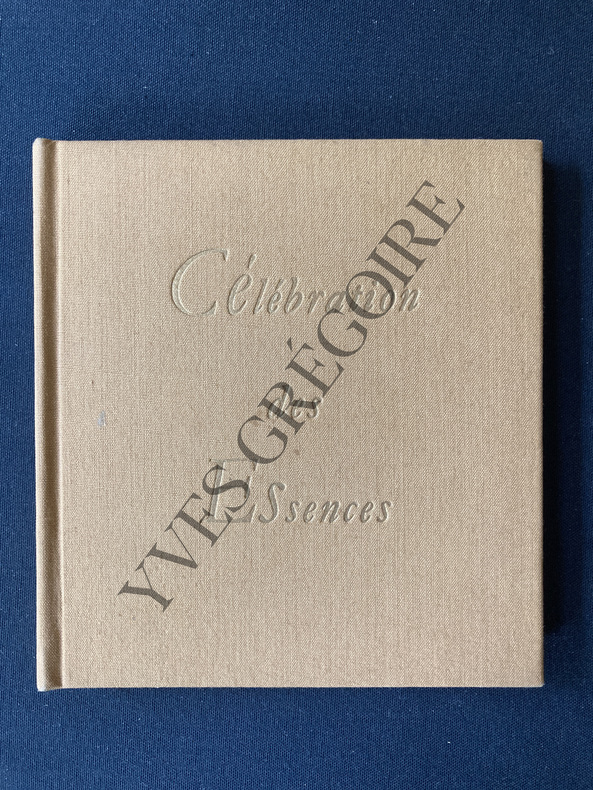 Célébration
des
Essences
YVES GRÉGOIRE